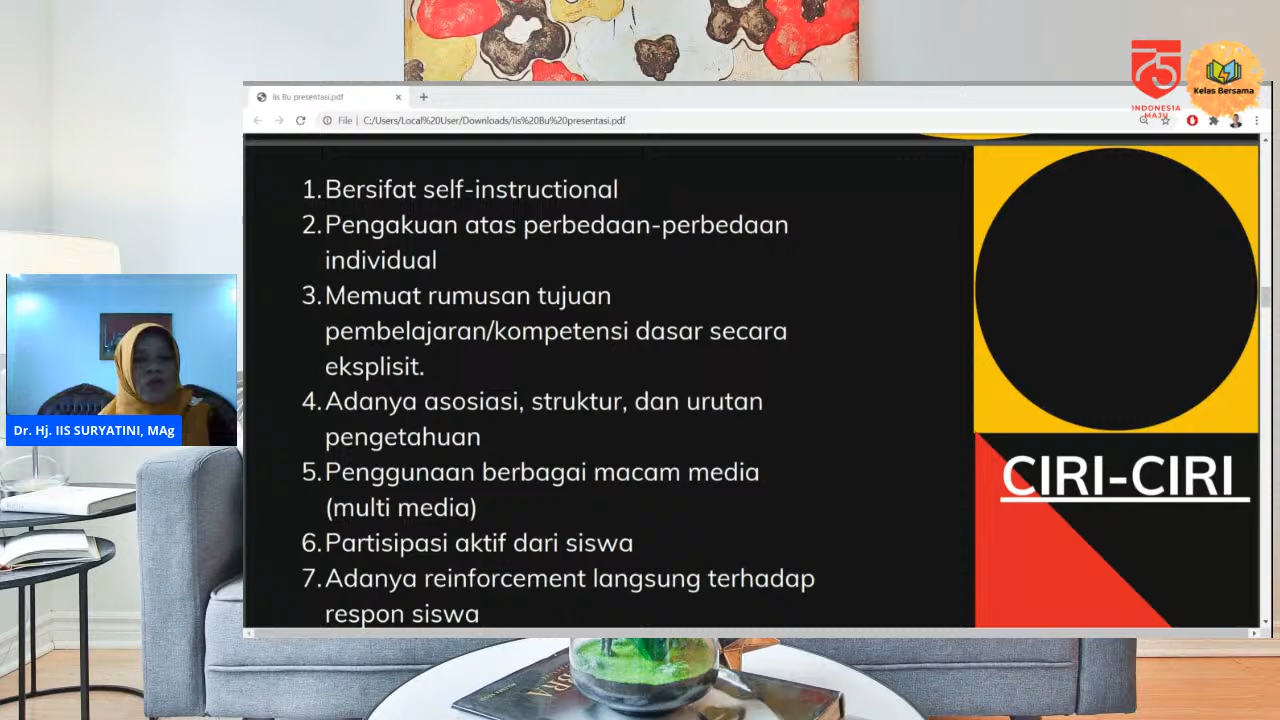 75
INDONESIA
MAJU
Kelas Bersama
Iis Bu presentasi.pdf
File | C:/Users/Local%20User/Downloads/Iis%20Bu%20presentasi.pdf
1. Bersifat self-instructional
2. Pengakuan atas perbedaan-perbedaan
individual
3. Memuat rumusan tujuan
pembelajaran/kompetensi dasar secara
eksplisit.
4. Adanya asosiasi, struktur, dan urutan
pengetahuan
5. Penggunaan berbagai macam media
(multi media)
6. Partisipasi aktif dari siswa
7. Adanya reinforcement langsung terhadap
respon siswa
CIRI-CIRI
Dr. Hj. IIS SURYATINI, MAg